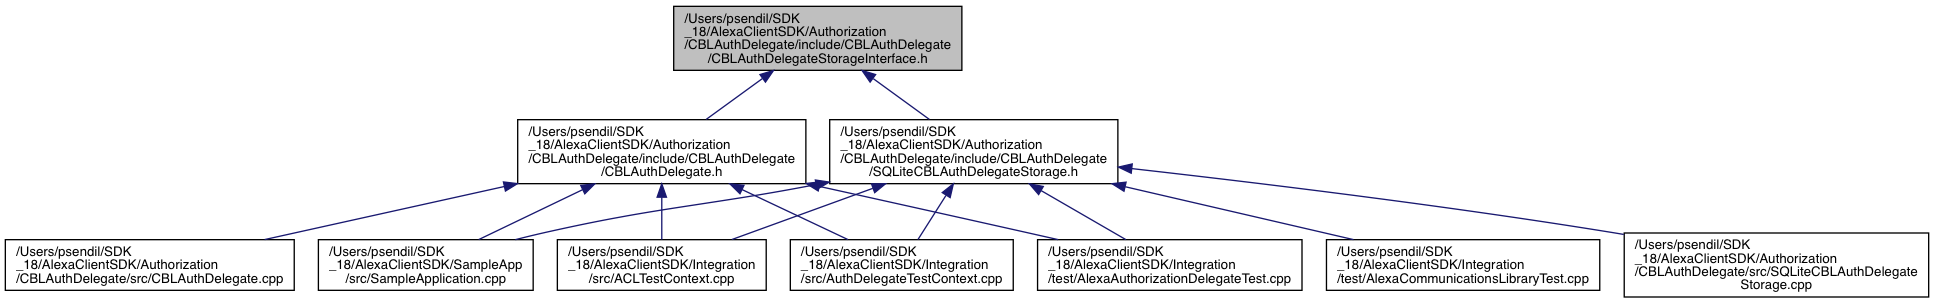 /Users/psendil/SDK
_18/AlexaClientSDK/Authorization
/CBLAuthDelegate/include/CBLAuthDelegate
/CBLAuthDelegateStorageInterface.h
/Users/psendil/SDK
_18/AlexaClientSDK/Authorization
/CBLAuthDelegate/include/CBLAuthDelegate
/CBLAuthDelegate.h
/Users/psendil/SDK
_18/AlexaClientSDK/Authorization
/CBLAuthDelegate/include/CBLAuthDelegate
/SQLiteCBLAuthDelegateStorage.h
/Users/psendil/SDK
_18/AlexaClientSDK/Authorization
/CBLAuthDelegate/src/CBLAuthDelegate.cpp
/Users/psendil/SDK
_18/AlexaClientSDK/SampleApp
/src/SampleApplication.cpp
/Users/psendil/SDK
_18/AlexaClientSDK/Integration
/src/ACLTestContext.cpp
/Users/psendil/SDK
_18/AlexaClientSDK/Integration
/src/AuthDelegateTestContext.cpp
/Users/psendil/SDK
_18/AlexaClientSDK/Integration
/test/AlexaAuthorizationDelegateTest.cpp
/Users/psendil/SDK
_18/AlexaClientSDK/Integration
/test/AlexaCommunicationsLibraryTest.cpp
/Users/psendil/SDK
_18/AlexaClientSDK/Authorization
/CBLAuthDelegate/src/SQLiteCBLAuthDelegate
Storage.cpp